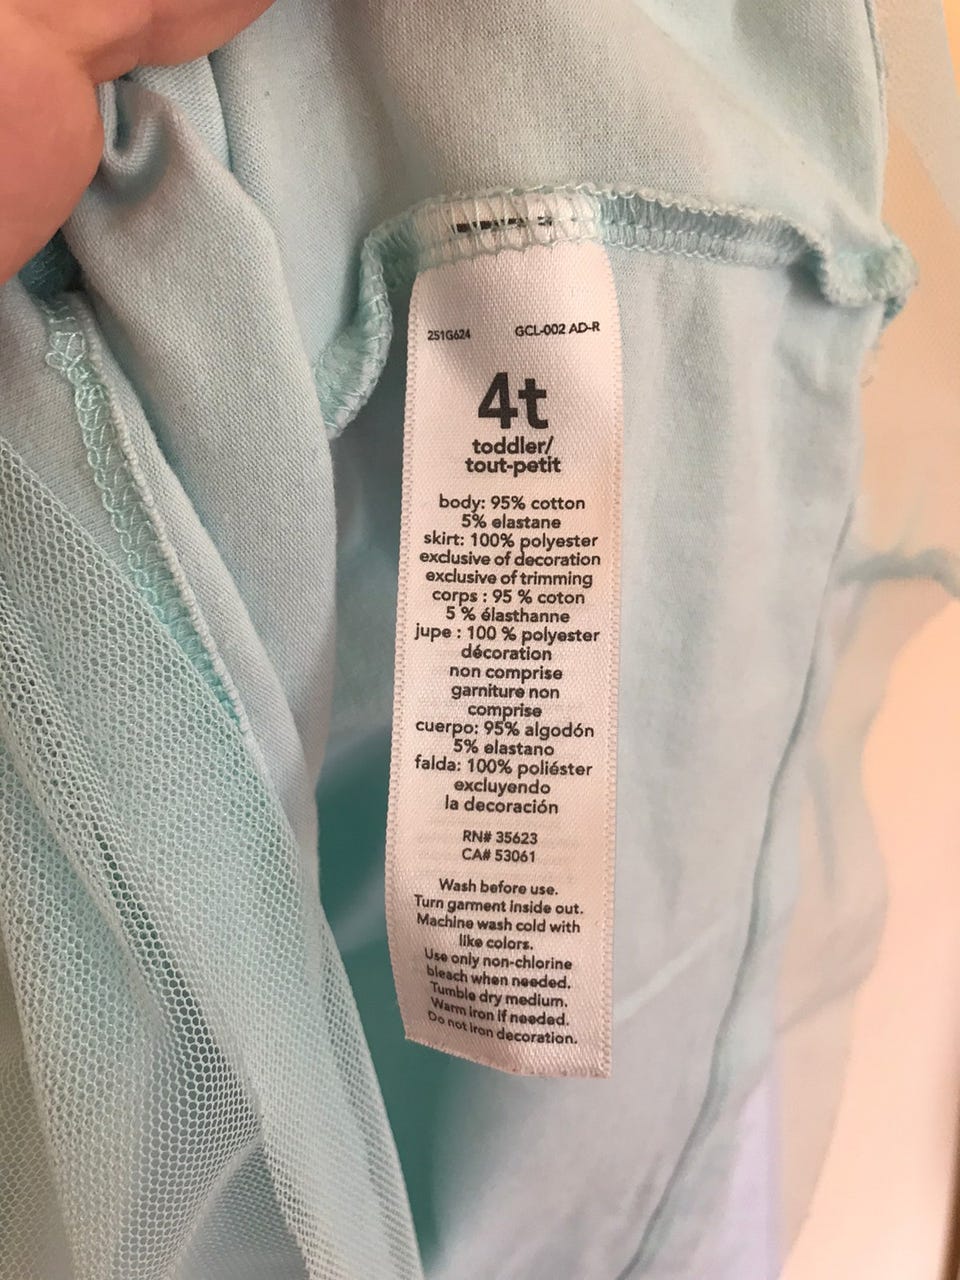 251G624 GCL-002 AD-R
4t
toddler/
tout-petit
body: 95% cotton
5% elastane
skirt: 100% polyester
exclusive of decoration
exclusive of trimming
corps : 95 % coton
5 % élasthanne
jupe : 100 % polyester
décoration
non comprise
garniture non
comprise
cuerpo: 95% algodón
5% elastano
falda: 100% poliéster
excluyendo
la decoración
RN# 35623
CA# 53061
Wash before use.
Turn garment inside out.
Machine wash cold with
like colors.
Use only non-chlorine
bleach when needed.
Tumble dry medium.
Warm iron if needed.
Do not iron decoration.